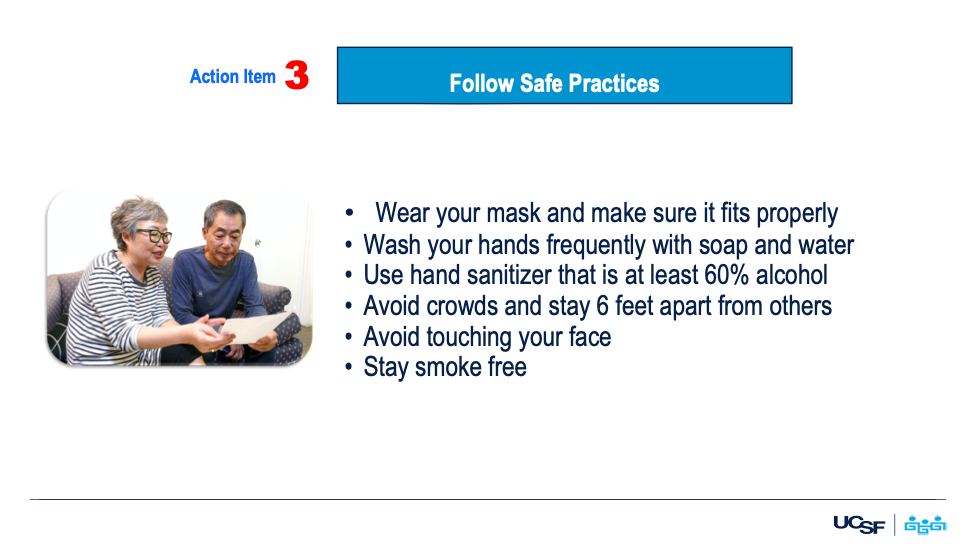 Action Item 3
Follow Safe Practices
• Wear your mask and make sure it fits properly
• Wash your hands frequently with soap and water
• Use hand sanitizer that is at least 60% alcohol
• Avoid crowds and stay 6 feet apart from others
• Avoid touching your face
• Stay smoke free
UCSF